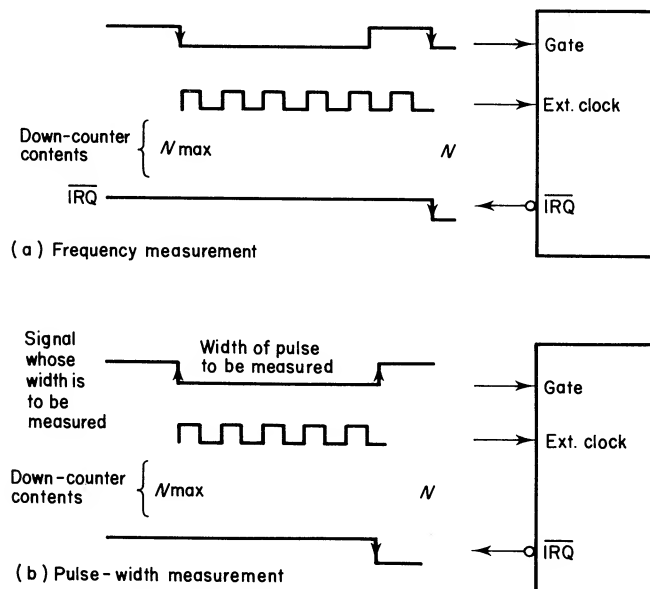 Gate
Ext. clock
Down-counter
contents
N max
N
IRQ
IRQ
(a) Frequency measurement
Signal
whose
width is
to be
measured
Width of pulse
to be measured
Gate
Ext. clock
Down-counter
contents
Nmax
N
IRQ
(b) Pulse-width measurement